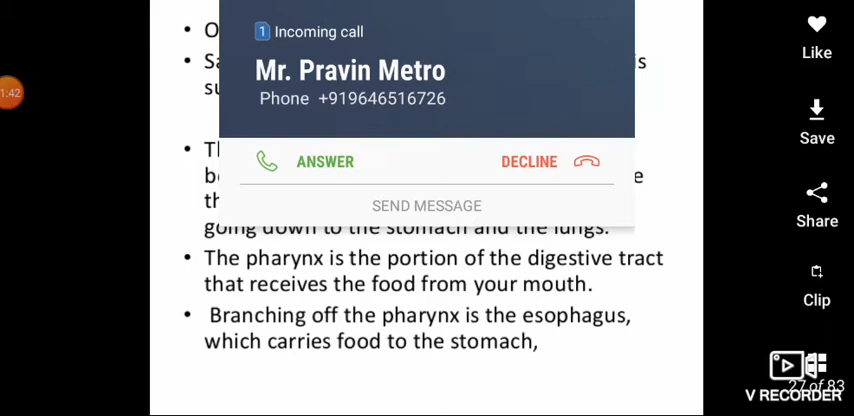 1 Incoming call
Mr. Pravin Metro
Phone +919646516726
ANSWER
DECLINE
SEND MESSAGE
going down to the stomach and the lungs.
• The pharynx is the portion of the digestive tract
that receives the food from your mouth.
• Branching off the pharynx is the esophagus,
which carries food to the stomach,
1:42
Like
Save
Share
Clip
27 of 83
V RECORDER